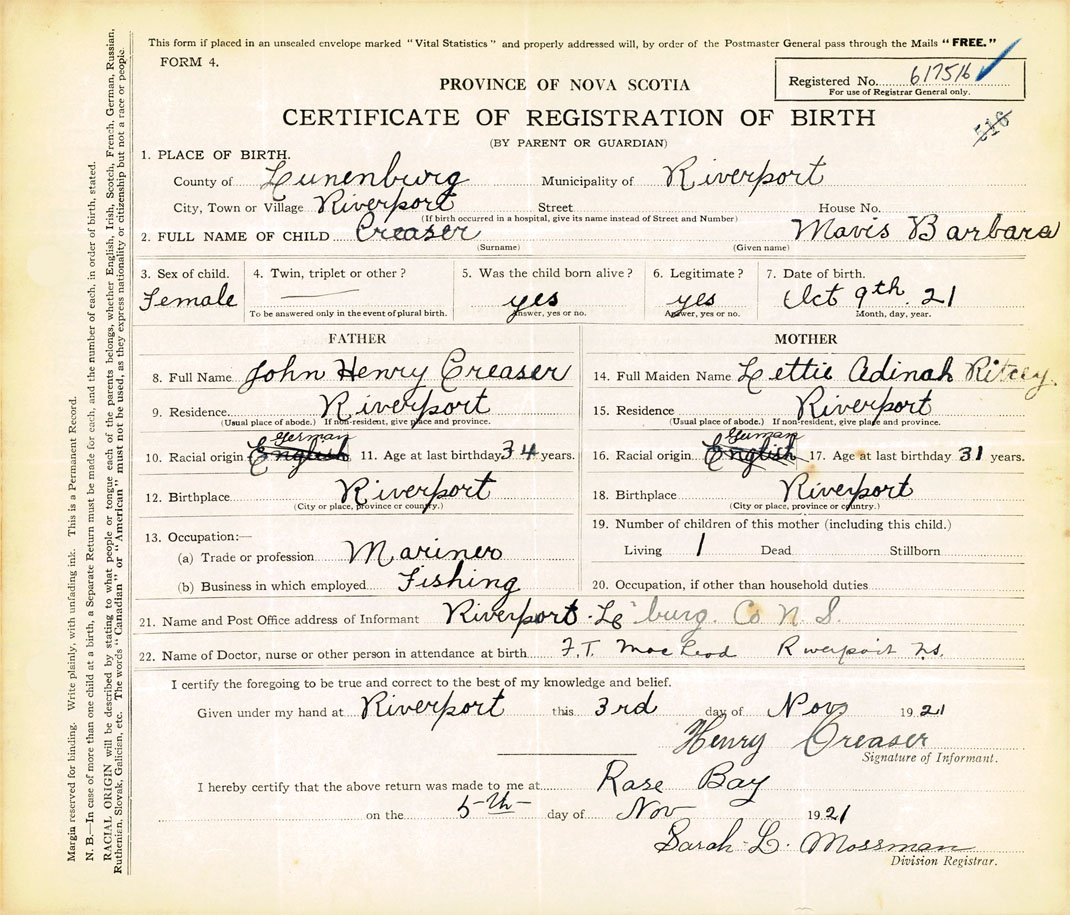 This form if placed in an unsealed envelope marked "Vital Statistics" and properly addressed will, by order of the Postmaster General pass through the Mails "FREE."
FORM 4.
Registered No. 617516
For use of Registrar General only.
PROVINCE OF NOVA SCOTIA
CERTIFICATE OF REGISTRATION OF BIRTH
516
(BY PARENT OR GUARDIAN)
1. PLACE OF BIRTH.
County of Lunenburg Municipality of Riverport
City, Town or Village Riverport Street House No.
(If birth occurred in a hospital, give its name instead of Street and Number)
2. FULL NAME OF CHILD Creaser Mavis Barbara
(Surname) (Given name)
3. Sex of child. 4. Twin, triplet or other? 5. Was the child born alive? 6. Legitimate? 7. Date of birth.
Female yes yes Oct 9th. 21
To be answered only in the event of plural birth. Answer, yes or no. Answer, yes or no. Month, day, year.
FATHER MOTHER
8. Full Name John Henry Creaser 14. Full Maiden Name Lettie Adinah Ritcey.
9. Residence Riverport 15. Residence Riverport
(Usual place of abode.) If non-resident, give place and province. (Usual place of abode.) If non-resident, give place and province.
German German
10. Racial origin English 11. Age at last birthday 34 years. 16. Racial origin English 17. Age at last birthday 31 years.
12. Birthplace Riverport 18. Birthplace Riverport
(City or place, province or country.) (City or place, province or country.)
13. Occupation:— 19. Number of children of this mother (including this child.)
(a) Trade or profession Mariner Living 1 Dead Stillborn
(b) Business in which employed Fishing 20. Occupation, if other than household duties
21. Name and Post Office address of Informant Riverport. L'burg. Co N. S.
22. Name of Doctor, nurse or other person in attendance at birth F. T. MacLeod Riverport N.S.
I certify the foregoing to be true and correct to the best of my knowledge and belief.
Given under my hand at Riverport this 3rd day of Nov 1921
Henry Creaser
Signature of Informant.
I hereby certify that the above return was made to me at Rose Bay
on the 5th day of Nov 1921
Sarah L. Mossman
Division Registrar.
Margin reserved for binding. Write plainly, with unfading ink. This is a Permanent Record.
N. B.—In case of more than one child at a birth, a Separate Return must be made for each, and the number of each, in order of birth, stated.
RACIAL ORIGIN will be described by stating to what people or tongue each of the parents belongs, whether English, Irish, Scotch, French, German, Russian,
Ruthenian, Slovak, Galician, etc. The words "Canadian" or "American" must not be used, as they express nationality or citizenship but not a race or people.